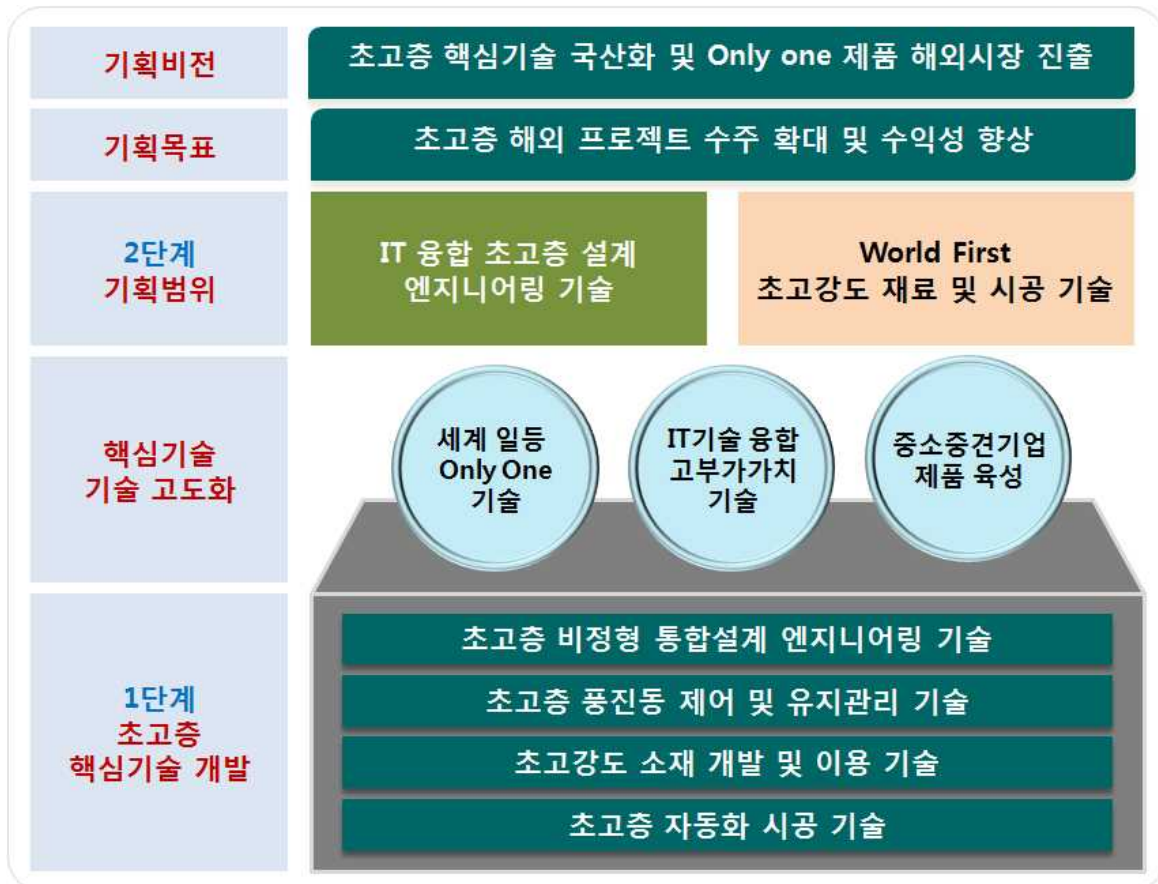 기획비전
초고층 핵심기술 국산화 및 Only one 제품 해외시장 진출
기획목표
초고층 해외 프로젝트 수주 확대 및 수익성 향상
2단계
기획범위
IT 융합 초고층 설계
엔지니어링 기술
World First
초고강도 재료 및 시공 기술
핵심기술
기술 고도화
세계 일등
Only One
기술
IT기술 융합
고부가가치
기술
중소중견기업
제품 육성
1단계
초고층
핵심기술 개발
초고층 비정형 통합설계 엔지니어링 기술
초고층 풍진동 제어 및 유지관리 기술
초고강도 소재 개발 및 이용 기술
초고층 자동화 시공 기술